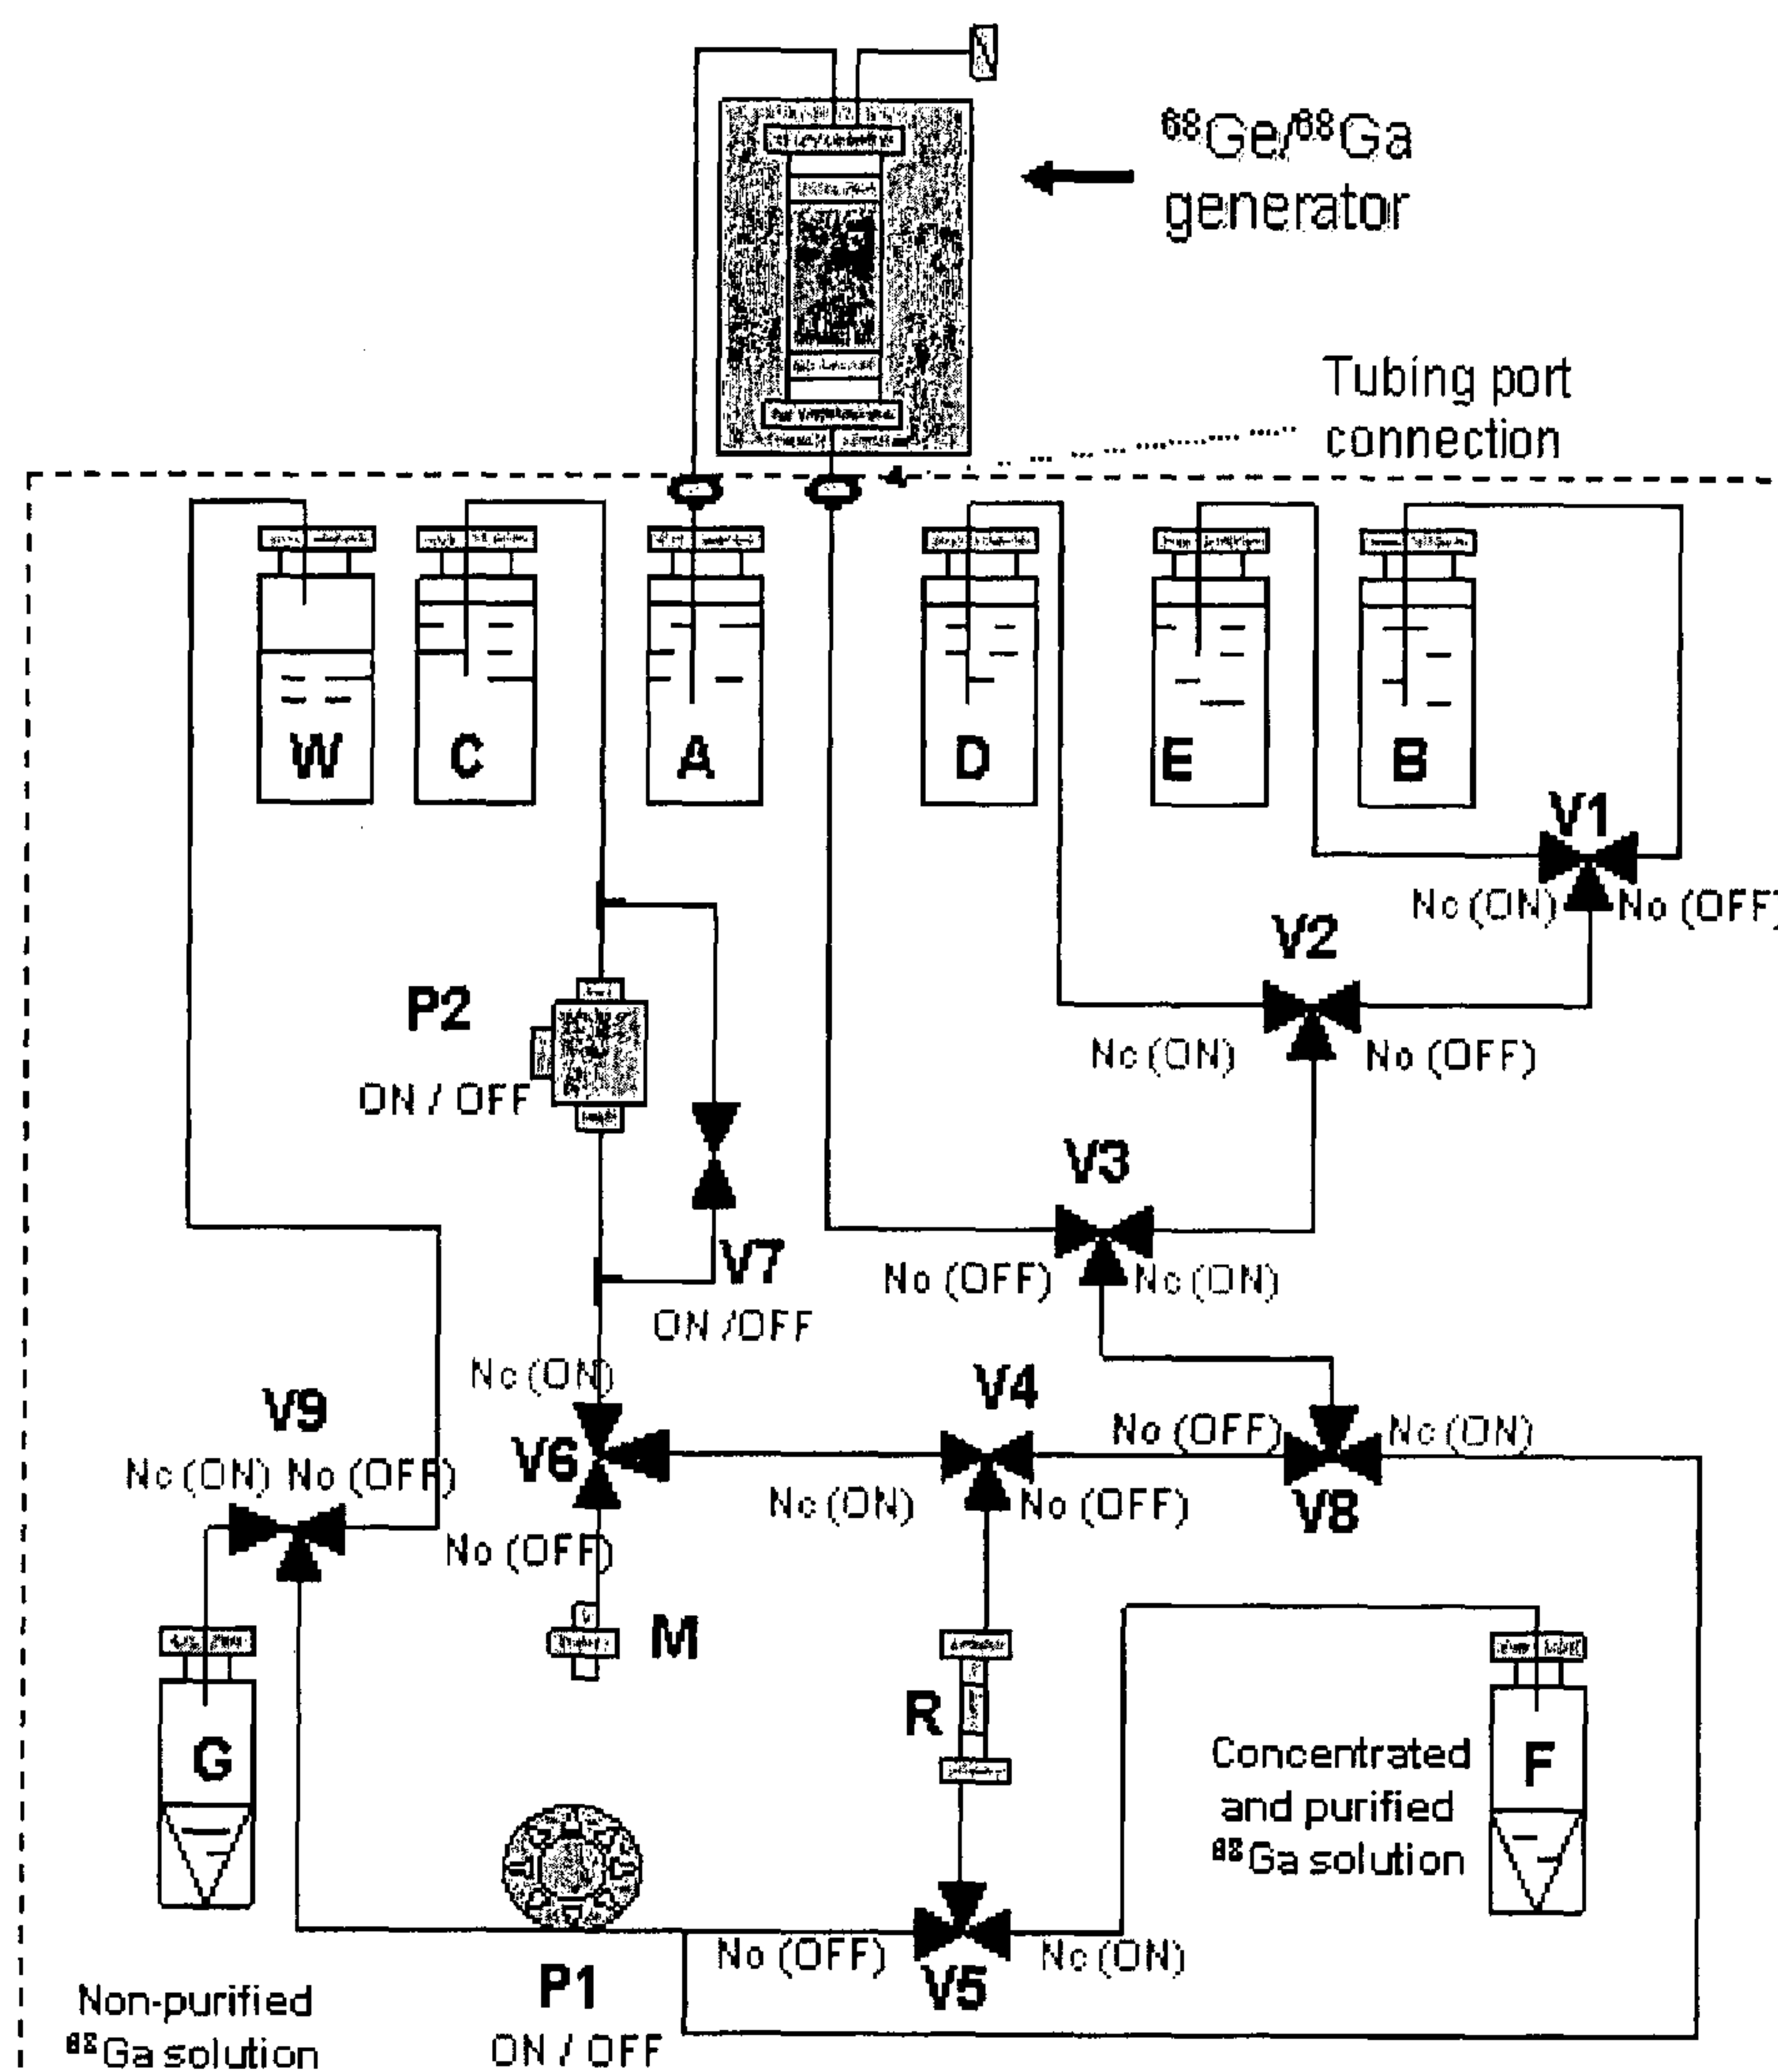 ⁶⁸Ge/⁶⁸Ga
generator
Tubing port
connection
W
C
A
D
E
B
V1
Nc (ON)
No (OFF)
V2
Nc (ON)
No (OFF)
P2
ON / OFF
V3
No (OFF)
Nc (ON)
V7
ON /OFF
Nc (ON)
V9
Nc (ON) No (OFF)
V6
No (OFF)
V4
Nc (ON)
No (OFF)
No (OFF)
Nc (ON)
V8
M
R
G
F
Concentrated
and purified
⁶⁸Ga solution
No (OFF)
Nc (ON)
V5
P1
ON / OFF
Non-purified
⁶⁸Ga solution